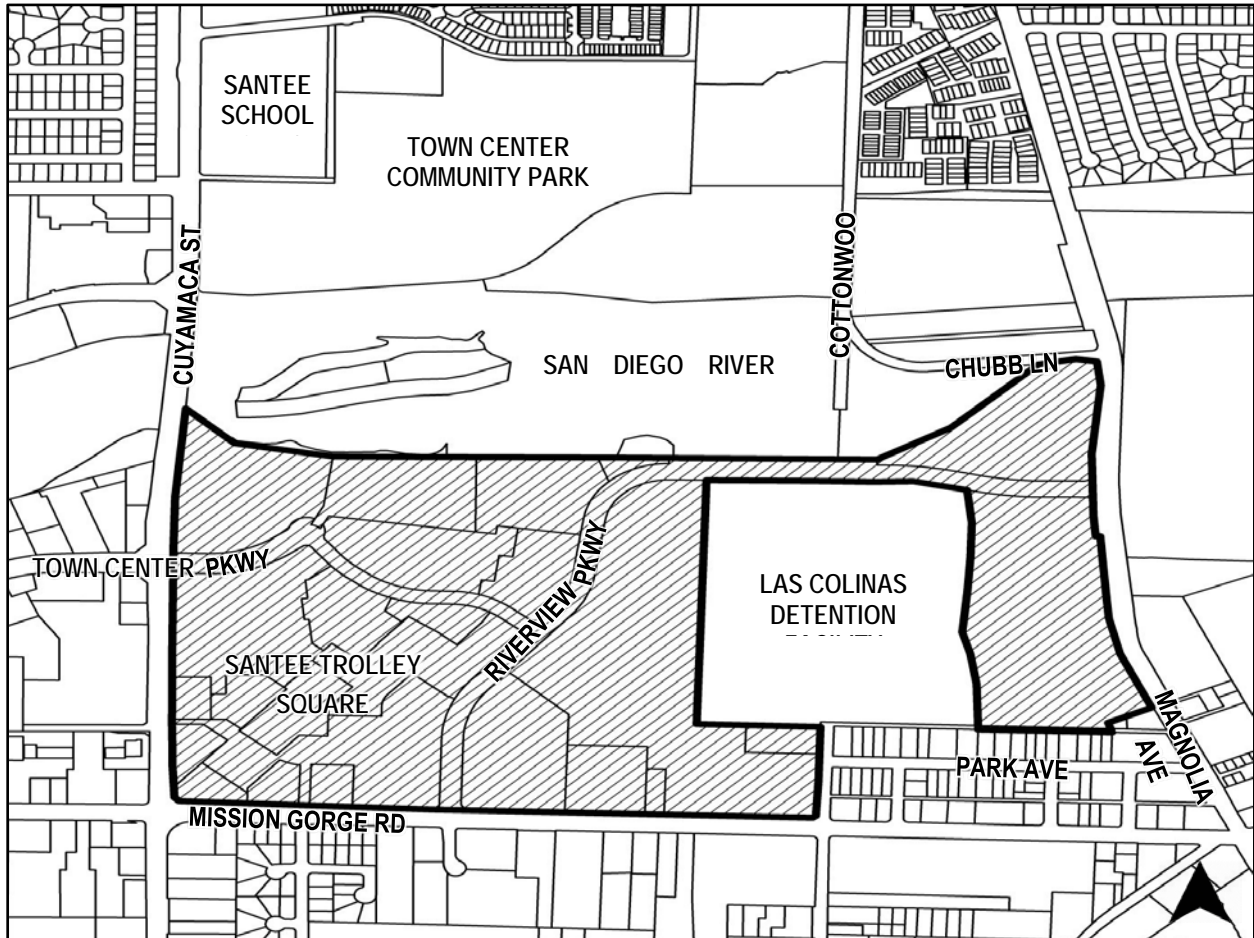 SANTEE
SCHOOL
TOWN CENTER
COMMUNITY PARK
CUYAMACA ST
COTTONWOO
SAN DIEGO RIVER
CHUBB LN
TOWN CENTER PKWY
RIVERVIEW PKWY
LAS COLINAS
DETENTION
SANTEE TROLLEY
SQUARE
MAGNOLIA
AVE
PARK AVE
MISSION GORGE RD